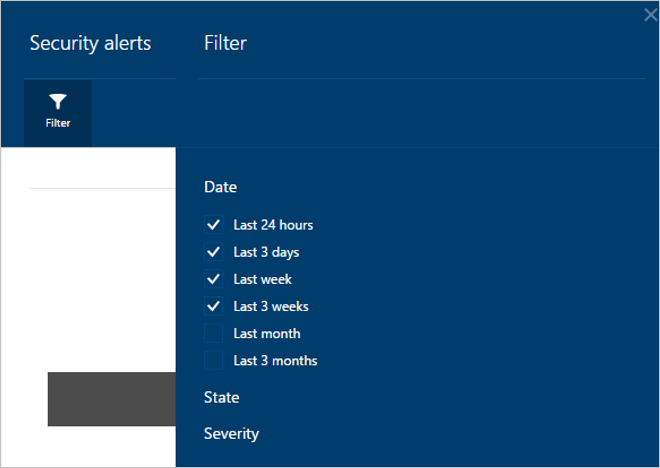 Security alerts
Filter
Filter
Date
Last 24 hours
Last 3 days
Last week
Last 3 weeks
Last month
Last 3 months
State
Severity